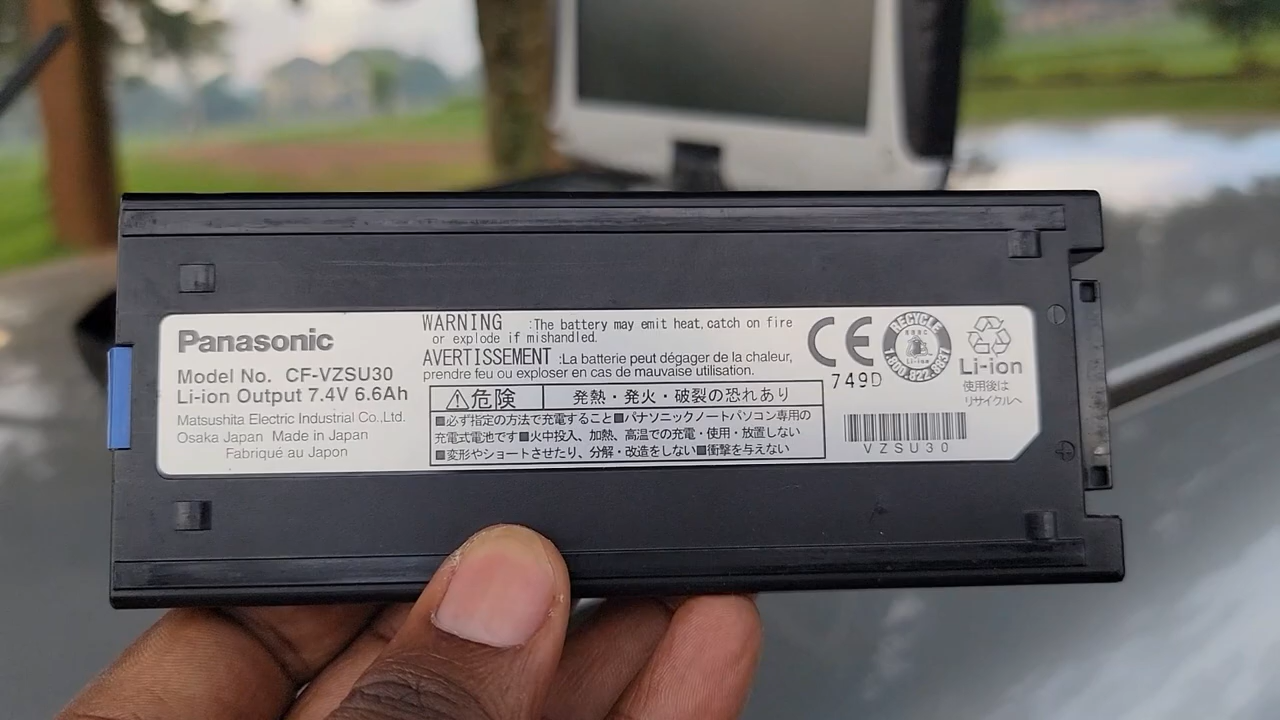 Panasonic
Model No. CF-VZSU30
Li-ion Output 7.4V 6.6Ah
Matsushita Electric Industrial Co.,Ltd.
Osaka Japan Made in Japan
Fabriqué au Japon
WARNING :The battery may emit heat,catch on fire
or explode if mishandled.
AVERTISSEMENT :La batterie peut dégager de la chaleur,
prendre feu ou exploser en cas de mauvaise utilisation.
⚠危険 発熱・発火・破裂の恐れあり
■必ず指定の方法で充電すること■パナソニックノートパソコン専用の
充電式電池です■火中投入、加熱、高温での充電・使用・放置しない
■変形やショートさせたり、分解・改造をしない■衝撃を与えない
CE
749D
RECYCLE
Li-ion
1.800.822.8837
Li-ion
使用後は
リサイクルへ
VZSU30